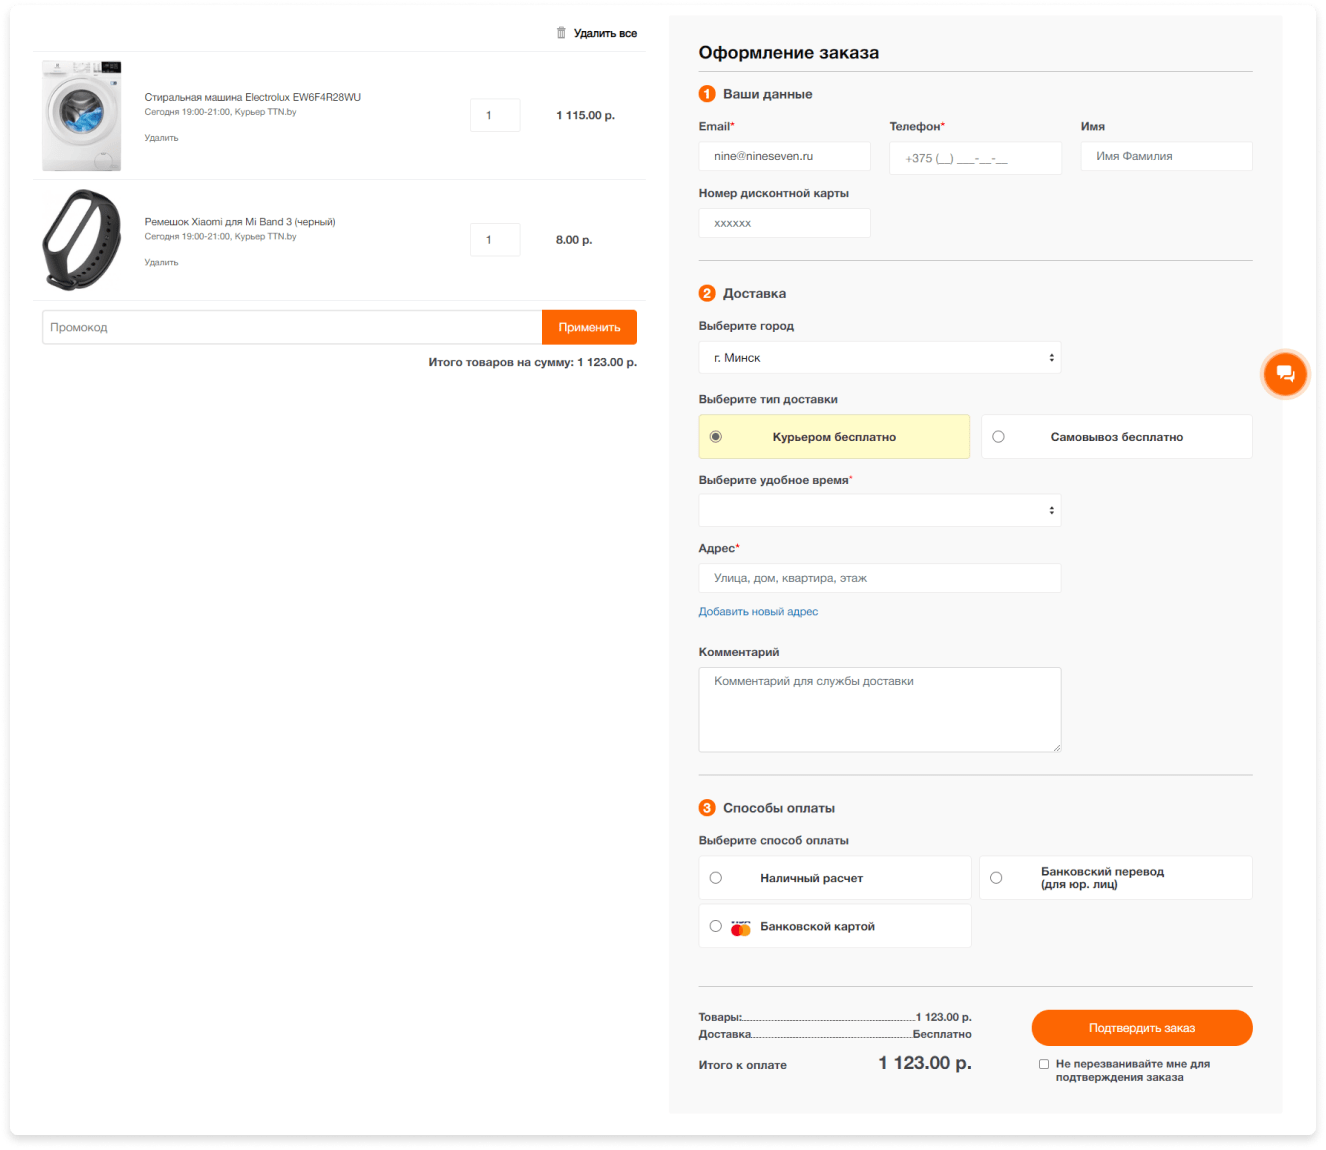 Удалить все
Стиральная машина Electrolux EW6F4R28WU
Сегодня 19:00-21:00, Курьер TTN.by
Удалить
1
1 115.00 р.
Ремешок Xiaomi для Mi Band 3 (черный)
Сегодня 19:00-21:00, Курьер TTN.by
Удалить
1
8.00 р.
Промокод
Применить
Итого товаров на сумму: 1 123.00 р.
Оформление заказа
1 Ваши данные
Email*
Телефон*
Имя
nine@nineseven.ru
+375 (__) ___-__-__
Имя Фамилия
Номер дисконтной карты
xxxxxx
2 Доставка
Выберите город
г. Минск
Выберите тип доставки
Курьером бесплатно
Самовывоз бесплатно
Выберите удобное время*
Адрес*
Улица, дом, квартира, этаж
Добавить новый адрес
Комментарий
Комментарий для службы доставки
3 Способы оплаты
Выберите способ оплаты
Наличный расчет
Банковский перевод
(для юр. лиц)
Банковской картой
Товары: 1 123.00 р.
Доставка Бесплатно
Итого к оплате 1 123.00 р.
Подтвердить заказ
Не перезванивайте мне для
подтверждения заказа